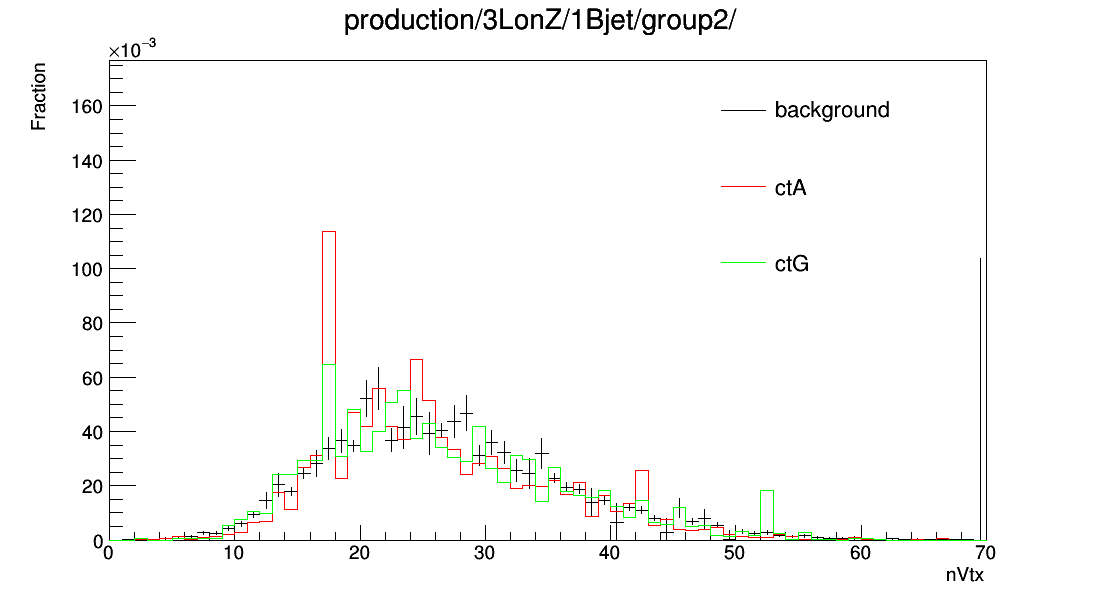 production/3LonZ/1Bjet/group2/
×10⁻³
Fraction
160
140
120
100
80
60
40
20
0
background
ctA
ctG
0 10 20 30 40 50 60 70
nVtx